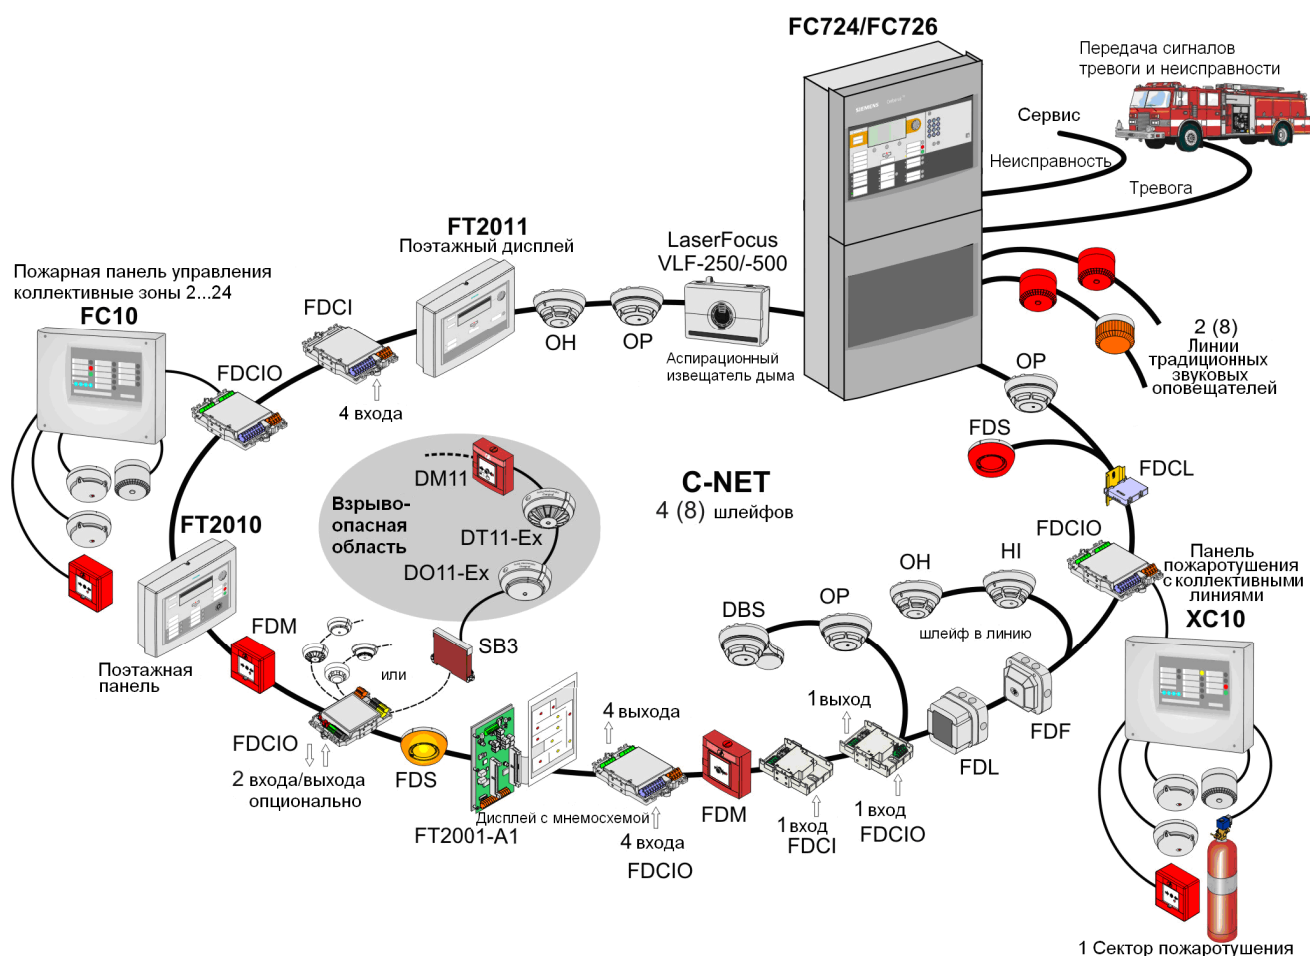 FC724/FC726
Передача сигналов
тревоги и неисправности
Сервис
Неисправность
Тревога
SIEMENS
FT2011
Поэтажный дисплей
LaserFocus
VLF-250/-500
Пожарная панель управления
коллективные зоны 2...24
FC10
FDCI
FDCIO
OH
OP
Аспирационный
извещатель дыма
4 входа
2 (8)
Линии
традиционных
звуковых
оповещателей
OP
FDS
FDCL
C-NET
4 (8) шлейфов
DM11
Взрыво-
опасная
область
DT11-Ex
DO11-Ex
FT2010
FDCIO
Панель
пожаротушения
с коллективными
линиями
XC10
OH
HI
шлейф в линию
DBS
OP
FDM
или
SB3
Поэтажная
панель
FDCIO
2 входа/выхода
опционально
FDS
4 выхода
1 выход
FDF
FDL
Дисплей с мнемосхемой
FT2001-A1
4 входа
FDCIO
FDM
1 вход
FDCI
1 вход
FDCIO
1 Сектор пожаротушения